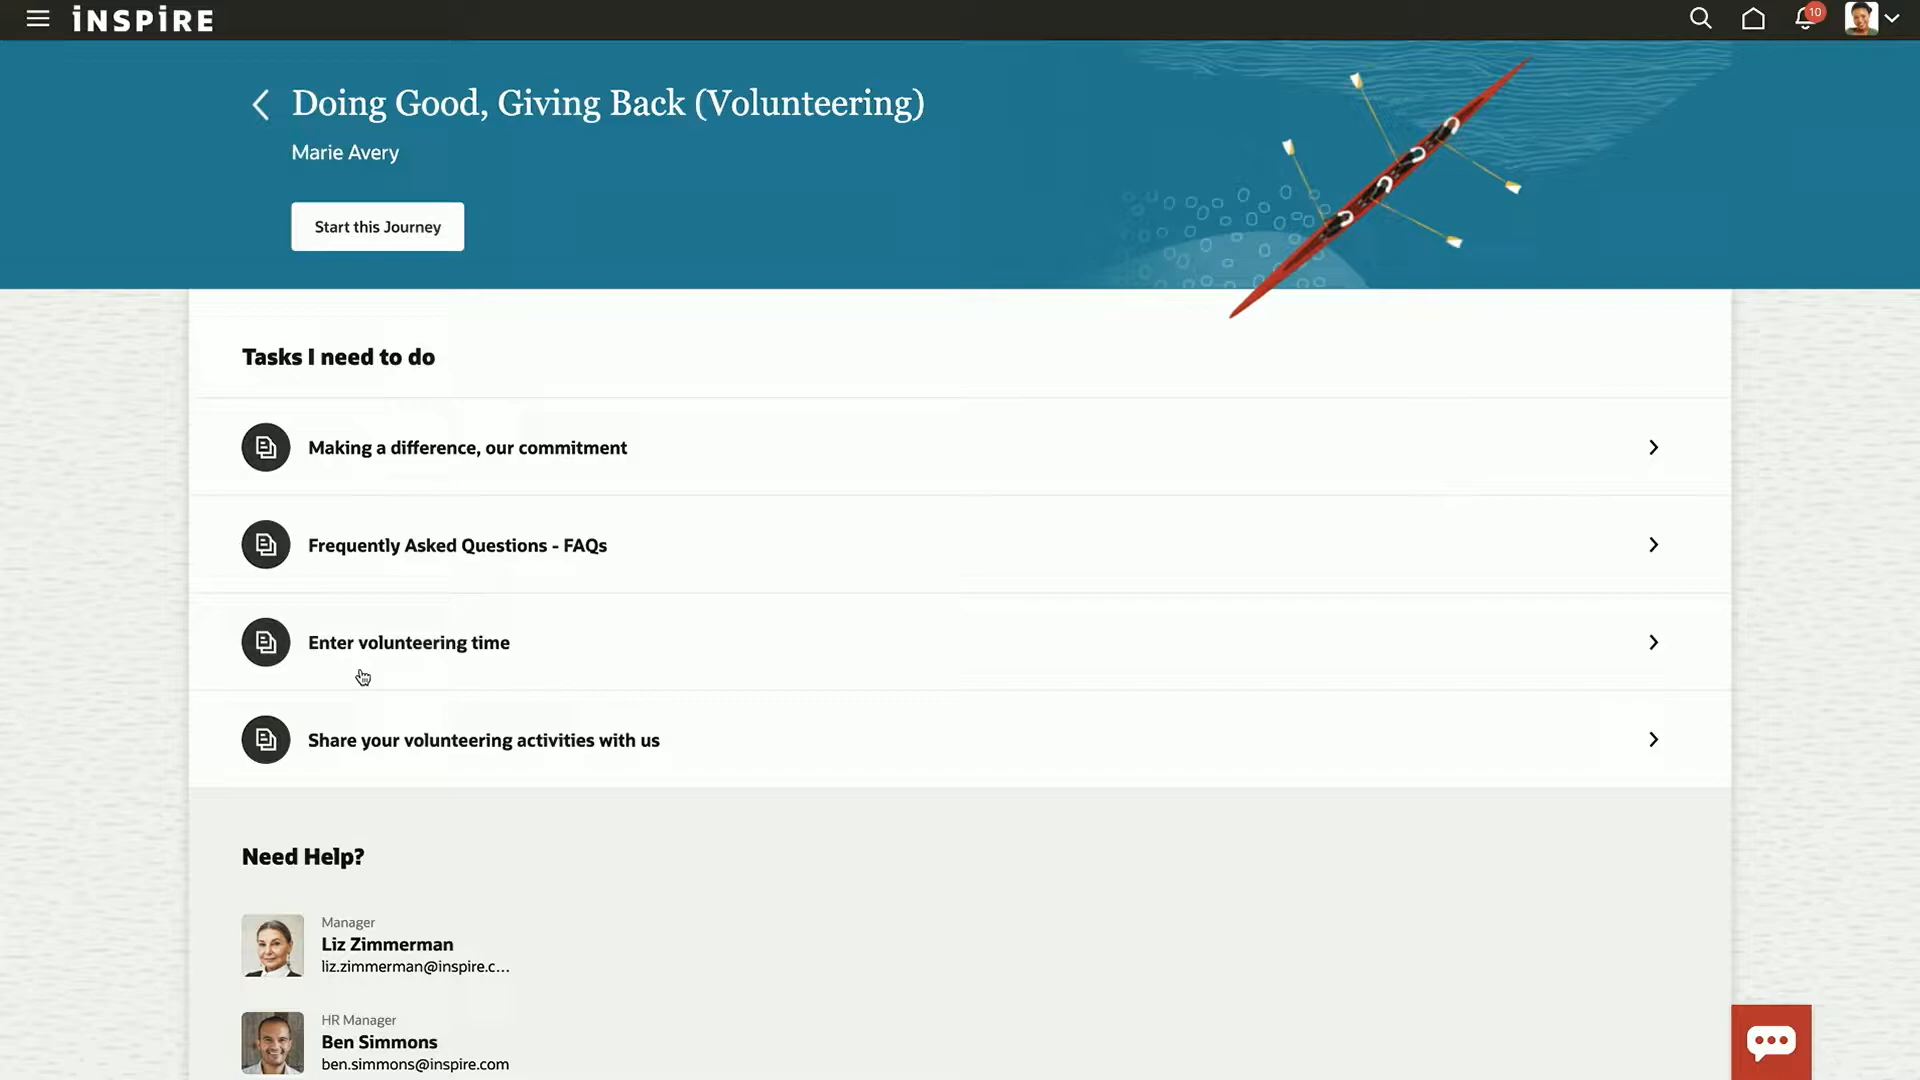 iNSPiRE
10
Doing Good, Giving Back (Volunteering)
Marie Avery
Start this Journey
Tasks I need to do
Making a difference, our commitment
Frequently Asked Questions - FAQs
Enter volunteering time
Share your volunteering activities with us
Need Help?
Manager
Liz Zimmerman
liz.zimmerman@inspire.c...
HR Manager
Ben Simmons
ben.simmons@inspire.com